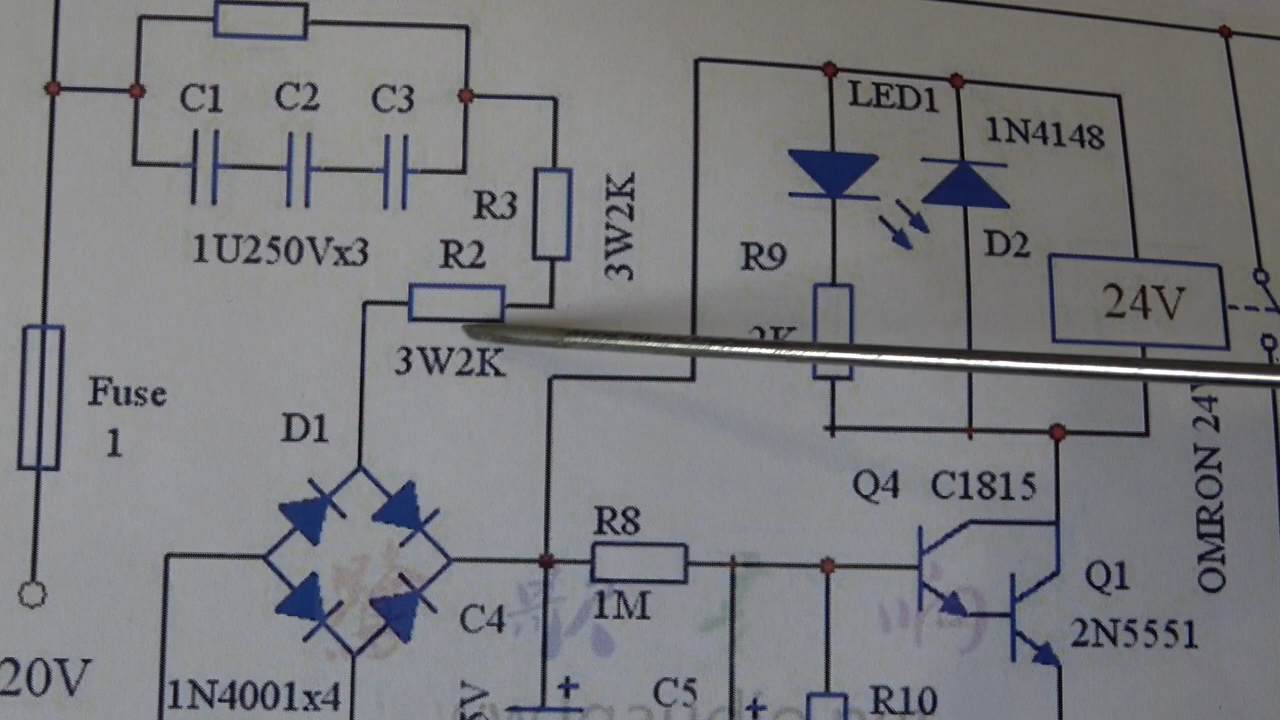 C1 C2 C3
1U250Vx3
R3
3W2K
R2
3W2K
LED1
1N4148
R9
2K
D2
24V
Fuse
1
D1
OMRON 24V
Q4 C1815
R8
1M
Q1
2N5551
C4
20V
1N4001x4
C5
R10
+
+